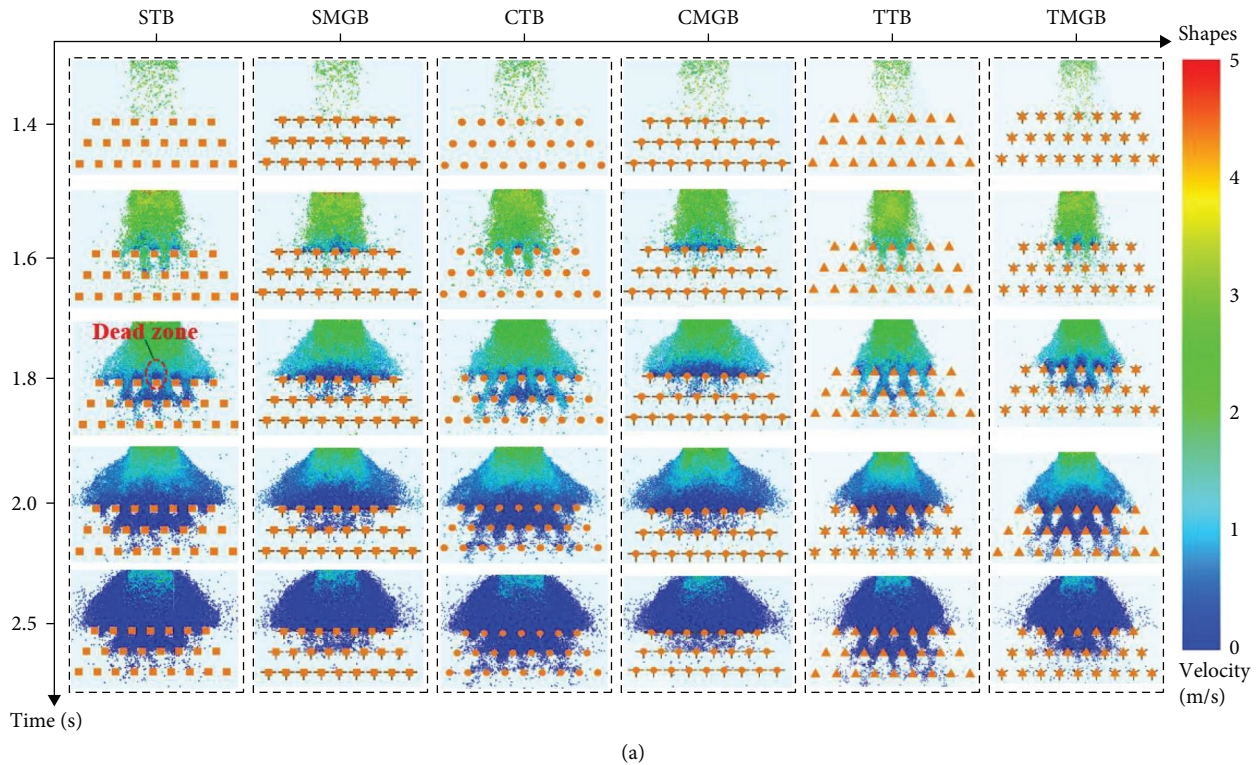 STB SMGB CTB CMGB TTB TMGB
Shapes
5
1.4
4
1.6
3
Dead zone
1.8
2
2.0
1
2.5
0
Velocity
(m/s)
Time (s)
(a)